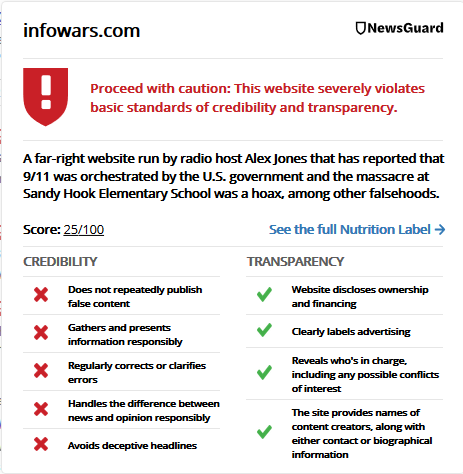 infowars.com
NewsGuard
Proceed with caution: This website severely violates
basic standards of credibility and transparency.
A far-right website run by radio host Alex Jones that has reported that
9/11 was orchestrated by the U.S. government and the massacre at
Sandy Hook Elementary School was a hoax, among other falsehoods.
Score: 25/100
See the full Nutrition Label →
CREDIBILITY
Does not repeatedly publish
false content
Gathers and presents
information responsibly
Regularly corrects or clarifies
errors
Handles the difference between
news and opinion responsibly
Avoids deceptive headlines
TRANSPARENCY
Website discloses ownership
and financing
Clearly labels advertising
Reveals who's in charge,
including any possible conflicts
of interest
The site provides names of
content creators, along with
either contact or biographical
information